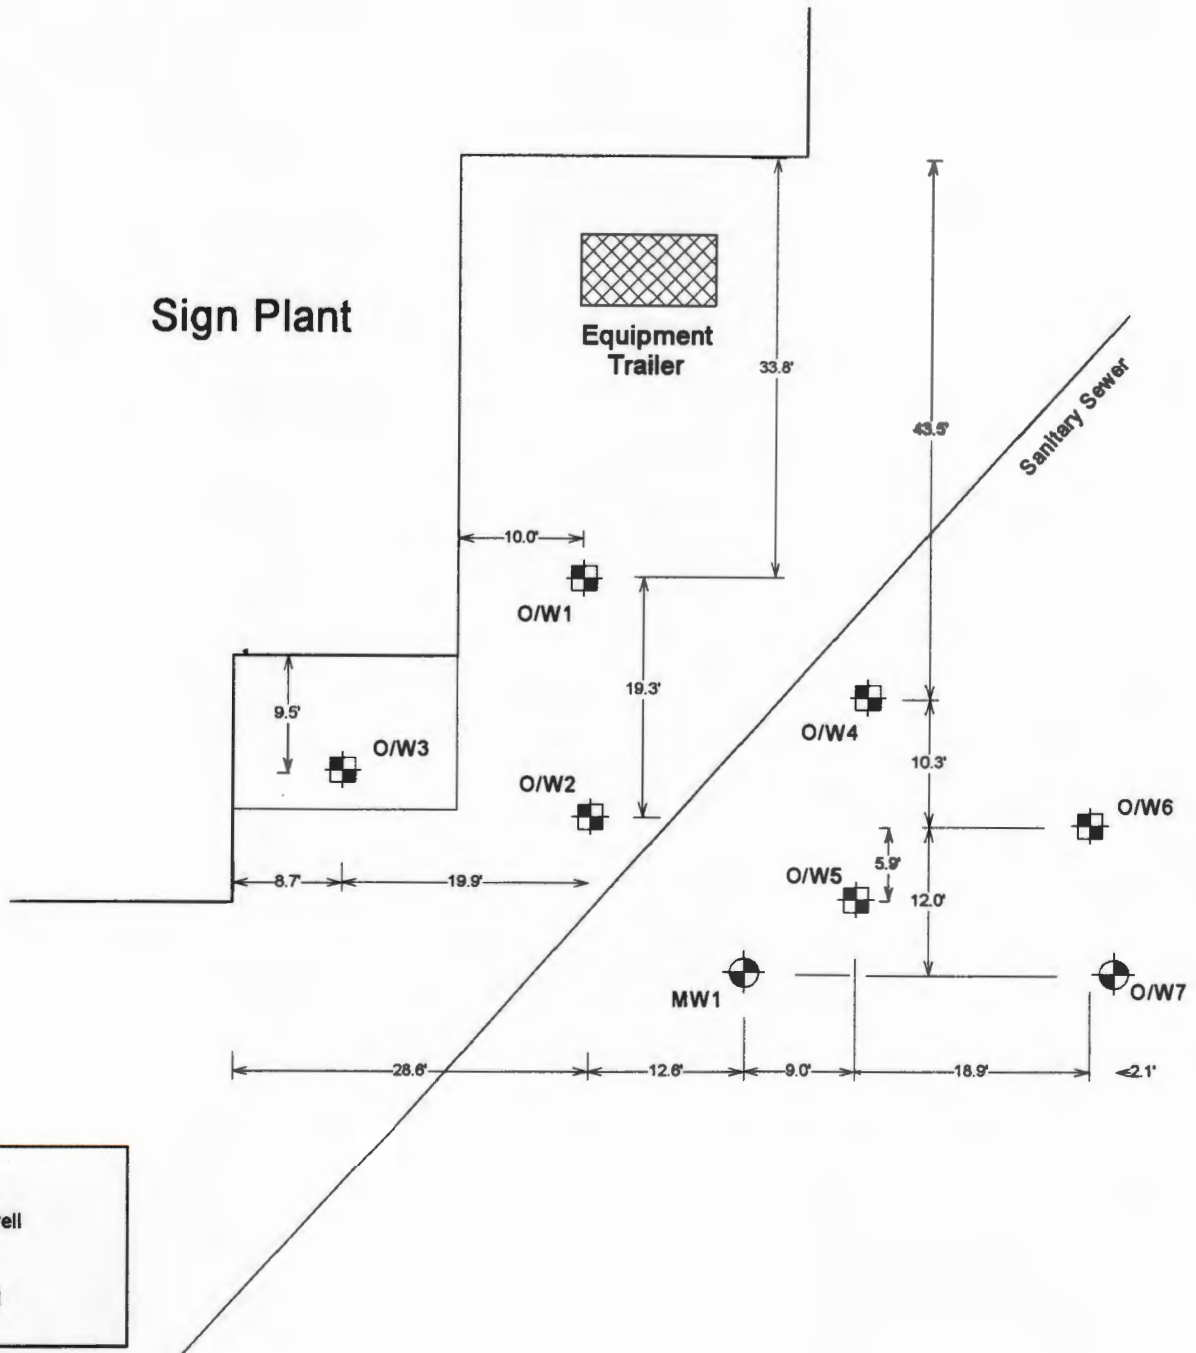 Sign Plant
Equipment
Trailer
33.8'
43.5'
Sanitary Sewer
10.0'
O/W1
19.3'
9.5'
O/W3
O/W4
10.3'
O/W2
O/W6
5.9'
O/W5
8.7'
19.9'
12.0'
MW1
O/W7
28.6'
12.6'
9.0'
18.9'
2.1'